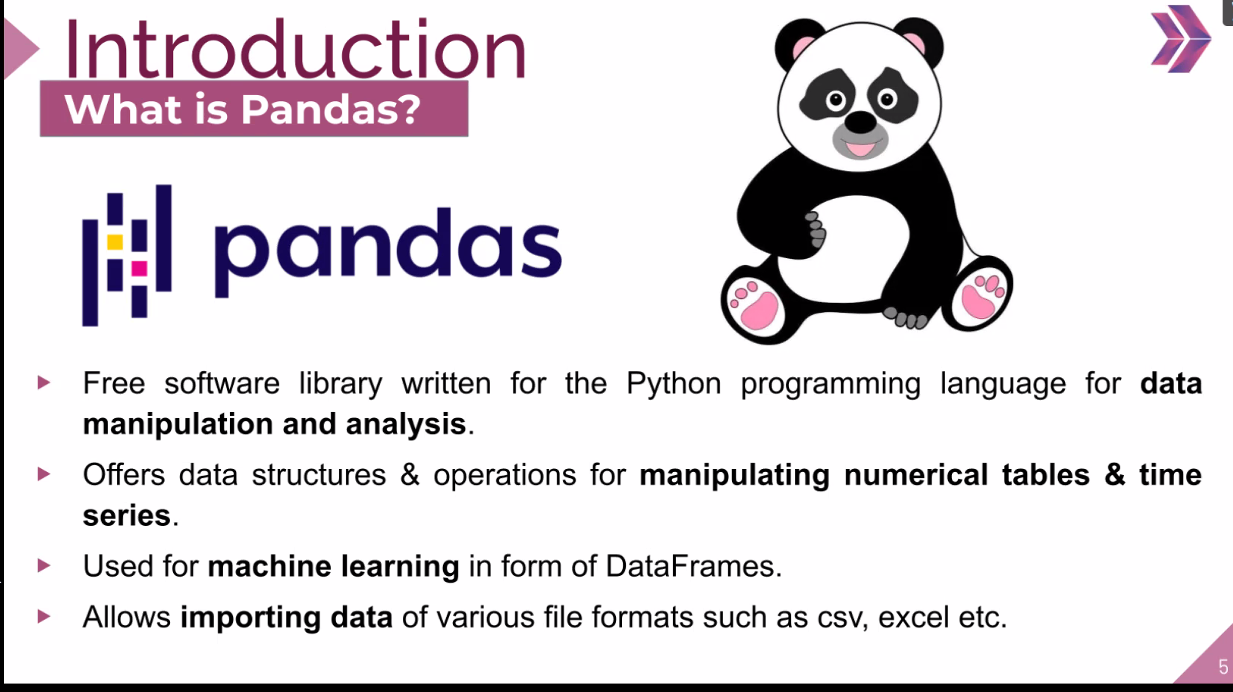 Introduction
What is Pandas?
pandas
Free software library written for the Python programming language for data
manipulation and analysis.
Offers data structures & operations for manipulating numerical tables & time
series.
Used for machine learning in form of DataFrames.
Allows importing data of various file formats such as csv, excel etc.
5